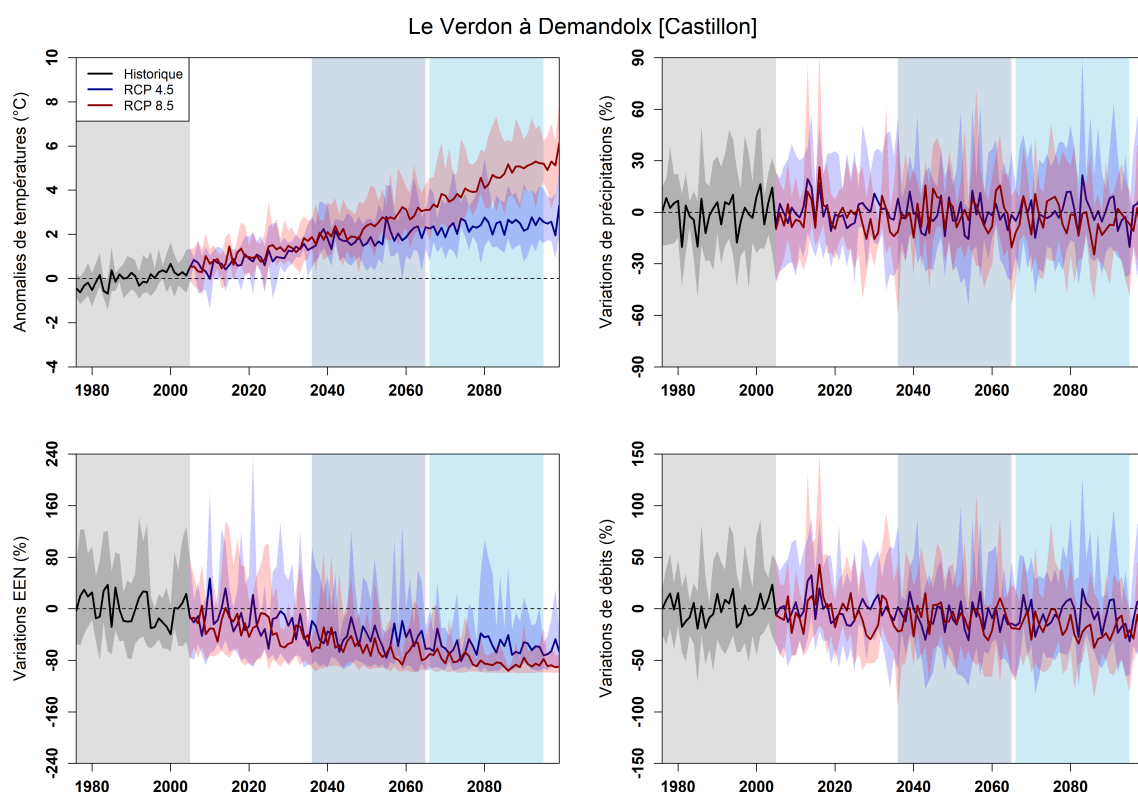 Le Verdon à Demandolx [Castillon]
Anomalies de températures (°C)
10
8
6
4
2
0
-2
-4
Historique
RCP 4.5
RCP 8.5
1980 2000 2020 2040 2060 2080
Variations de précipitations (%)
90
60
30
0
-30
-60
-90
1980 2000 2020 2040 2060 2080
Variations EEN (%)
240
160
80
0
-80
-160
-240
1980 2000 2020 2040 2060 2080
Variations de débits (%)
150
100
50
0
-50
-100
-150
1980 2000 2020 2040 2060 2080